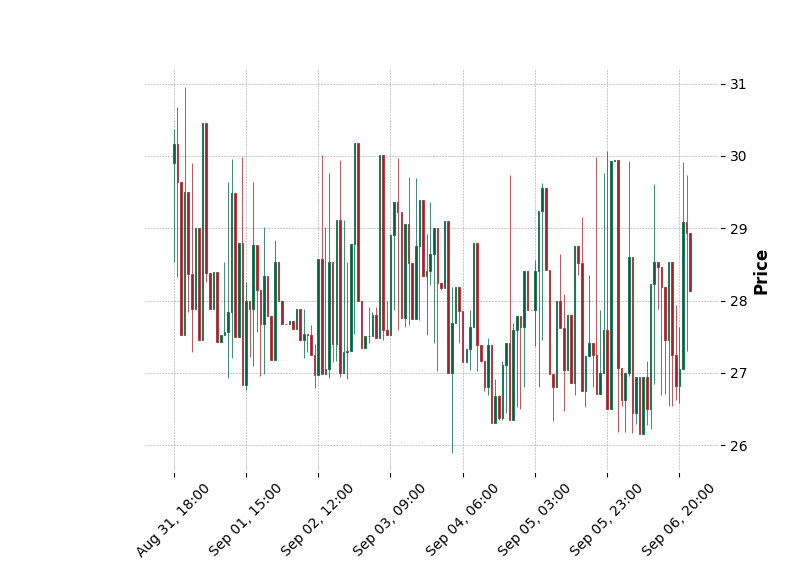 31
30
29
28
27
26
Price
Aug 31, 18:00
Sep 01, 15:00
Sep 02, 12:00
Sep 03, 09:00
Sep 04, 06:00
Sep 05, 03:00
Sep 05, 23:00
Sep 06, 20:00